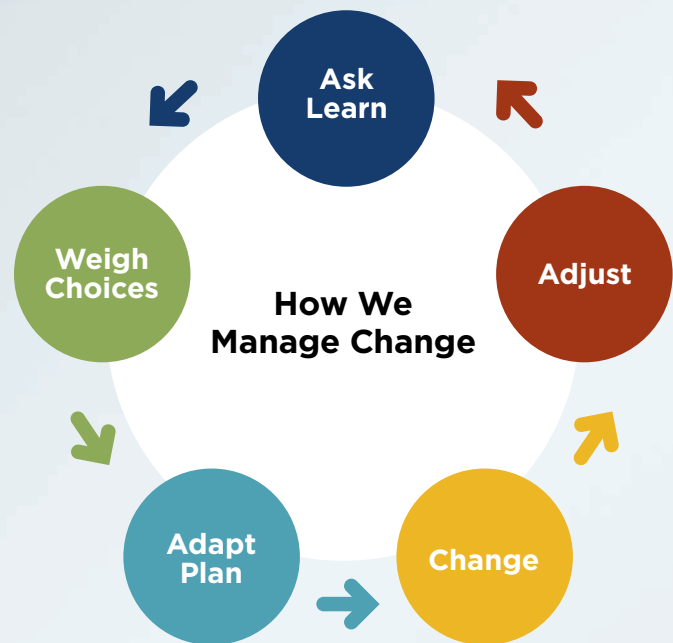 Ask
Learn
Weigh
Choices
Adjust
How We
Manage Change
Adapt
Plan
Change